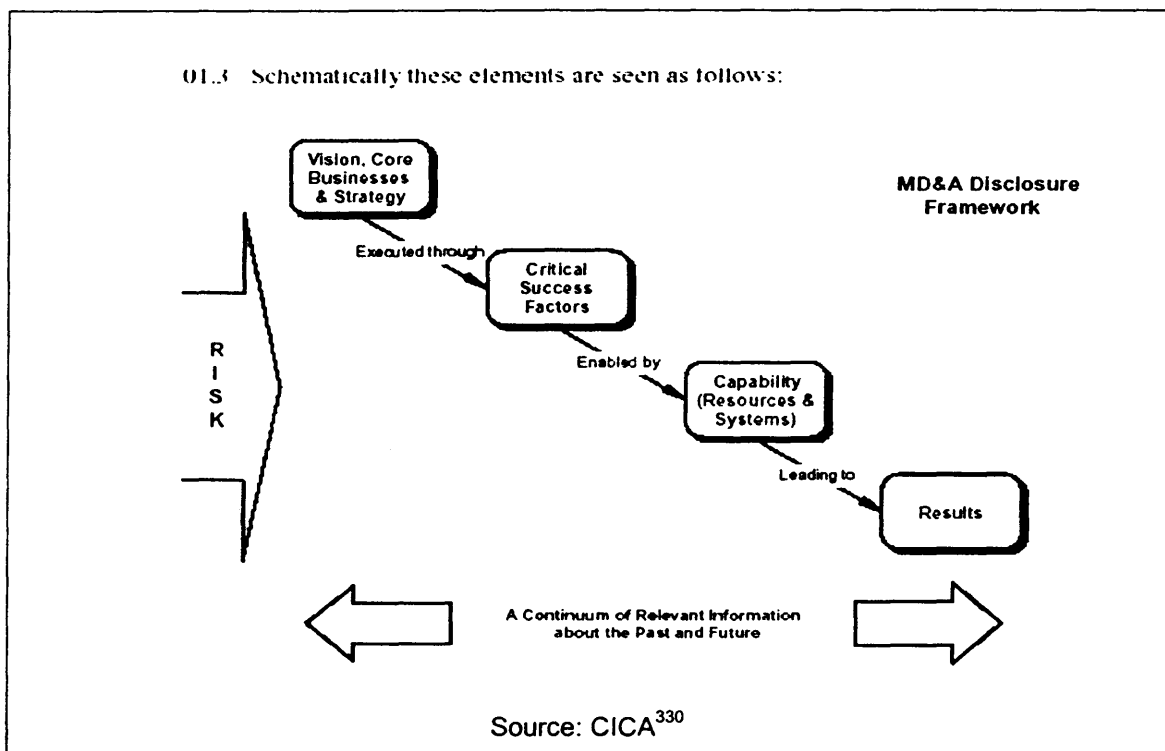 01.3 Schematically these elements are seen as follows:
Vision, Core
Businesses
& Strategy
MD&A Disclosure
Framework
Executed through
Critical
Success
Factors
R
I
S
K
Enabled by
Capability
(Resources &
Systems)
Leading to
Results
A Continuum of Relevant Information
about the Past and Future
Source: CICA³³⁰